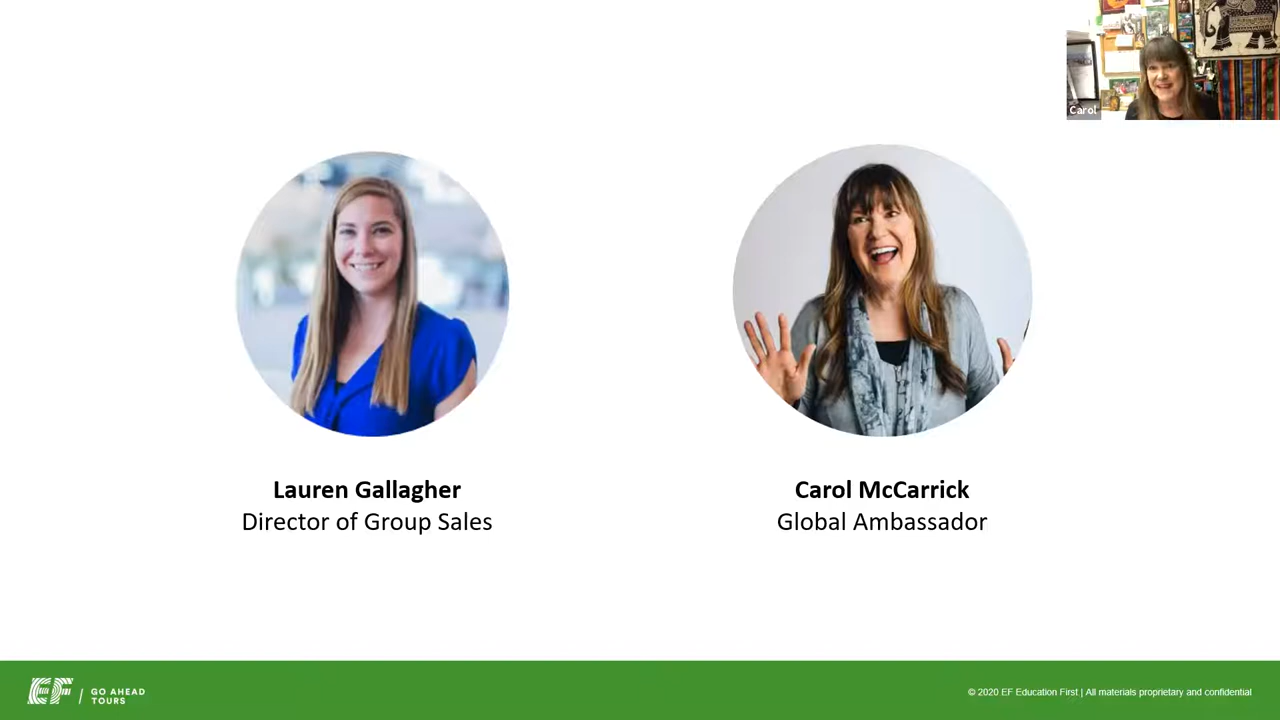 Carol
Lauren Gallagher
Director of Group Sales
Carol McCarrick
Global Ambassador
EF / GO AHEAD
TOURS
© 2020 EF Education First | All materials proprietary and confidential